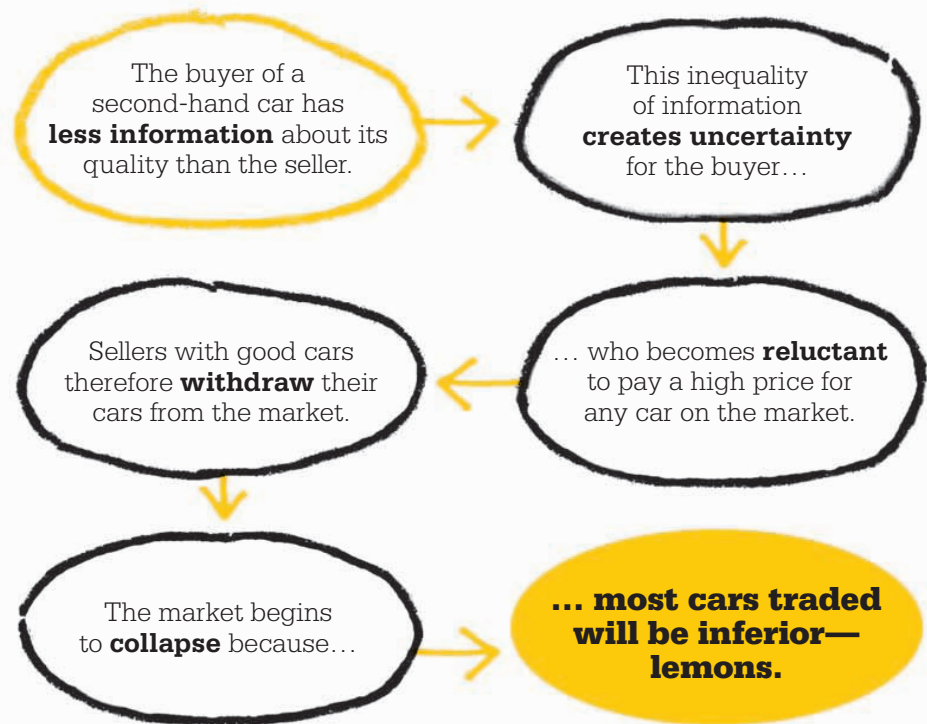 The buyer of a
second-hand car has
less information about its
quality than the seller.
This inequality
of information
creates uncertainty
for the buyer…
… who becomes reluctant
to pay a high price for
any car on the market.
Sellers with good cars
therefore withdraw their
cars from the market.
The market begins
to collapse because…
… most cars traded
will be inferior—
lemons.